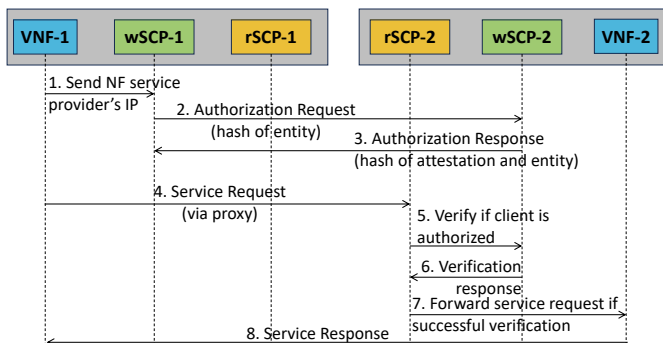 VNF-1
wSCP-1
rSCP-1
rSCP-2
wSCP-2
VNF-2
1. Send NF service
provider's IP
2. Authorization Request
(hash of entity)
3. Authorization Response
(hash of attestation and entity)
4. Service Request
(via proxy)
5. Verify if client is
authorized
6. Verification
response
7. Forward service request if
successful verification
8. Service Response